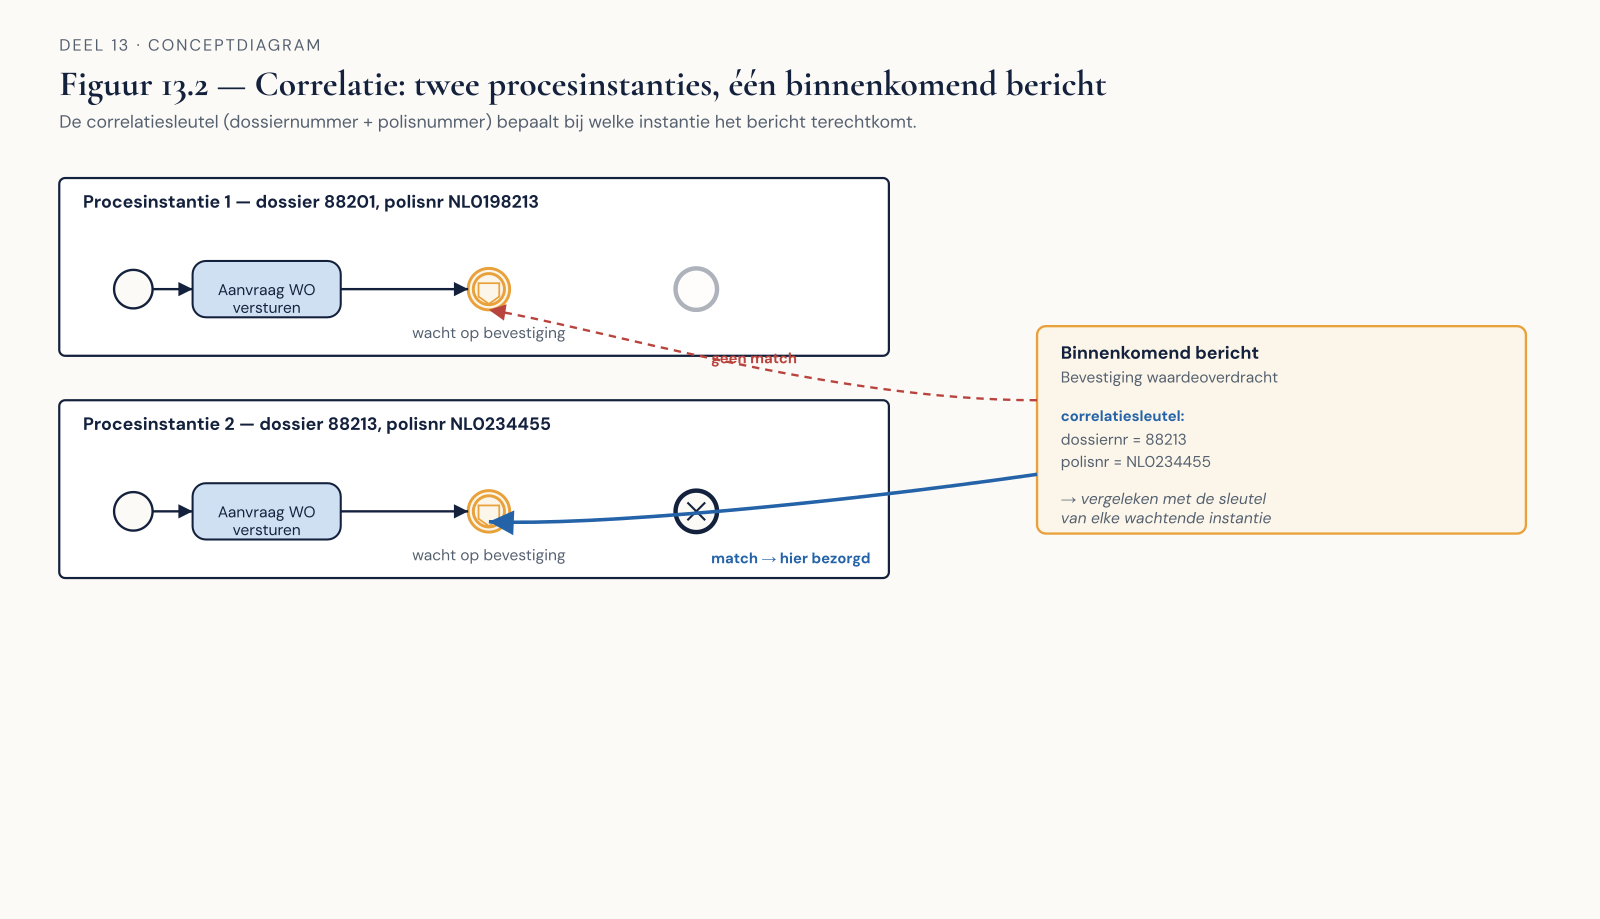 DEEL 13 · CONCEPTDIAGRAM
Figuur 13.2 — Correlatie: twee procesinstanties, één binnenkomend bericht
De correlatiesleutel (dossiernummer + polisnummer) bepaalt bij welke instantie het bericht terechtkomt.
Procesinstantie 1 — dossier 88201, polisnr NL0198213
Aanvraag WO
versturen
wacht op bevestiging
geen match
Procesinstantie 2 — dossier 88213, polisnr NL0234455
Aanvraag WO
versturen
wacht op bevestiging
match → hier bezorgd
Binnenkomend bericht
Bevestiging waardeoverdracht
correlatiesleutel:
dossiernr = 88213
polisnr = NL0234455
→ vergeleken met de sleutel
van elke wachtende instantie